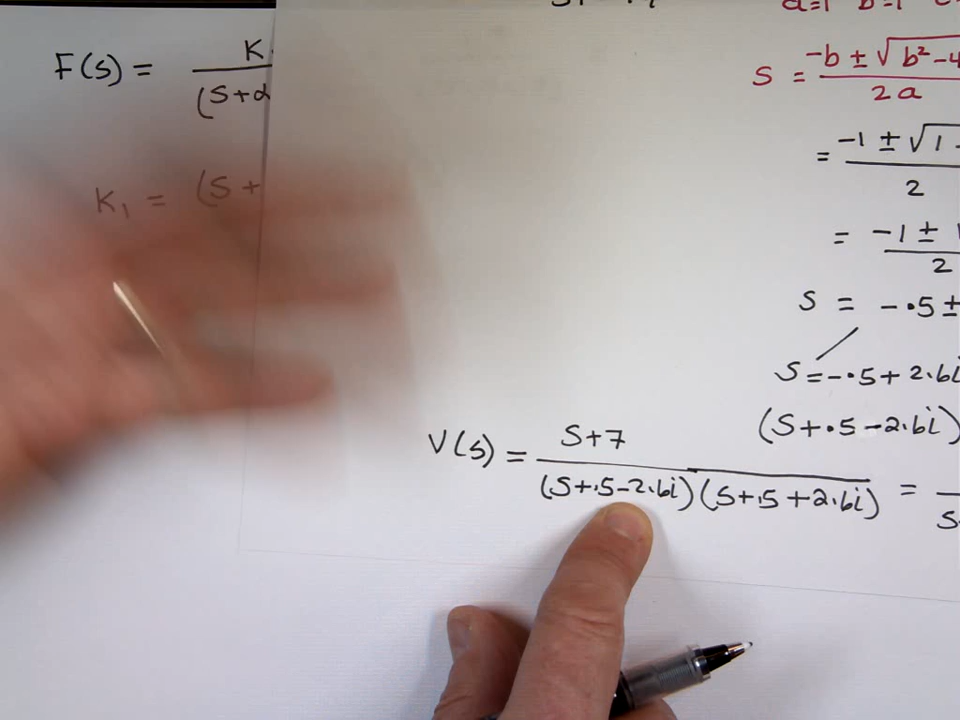 F(s) = K
(s+α
K₁ = (s+
a=1 b=1
s = -b ± √b²-4
2a
= -1 ± √1-
2
= -1 ±
2
s = -.5 ±
s = -.5 + 2.6i
(s+.5-2.6i)
V(s) = s+7
(s+.5-2.6i)(s+.5+2.6i) =